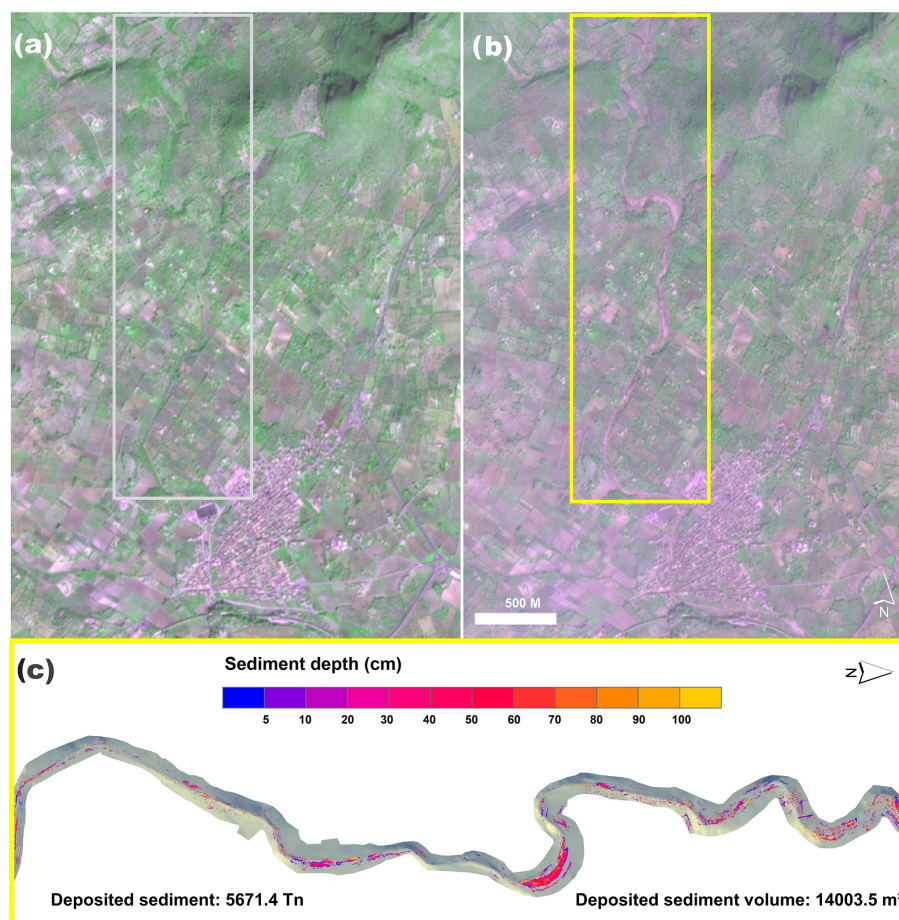 (a)
(b)
500 M
N
(c)
Sediment depth (cm)
N
5 10 20 30 40 50 60 70 80 90 100
Deposited sediment: 5671.4 Tn
Deposited sediment volume: 14003.5 m³